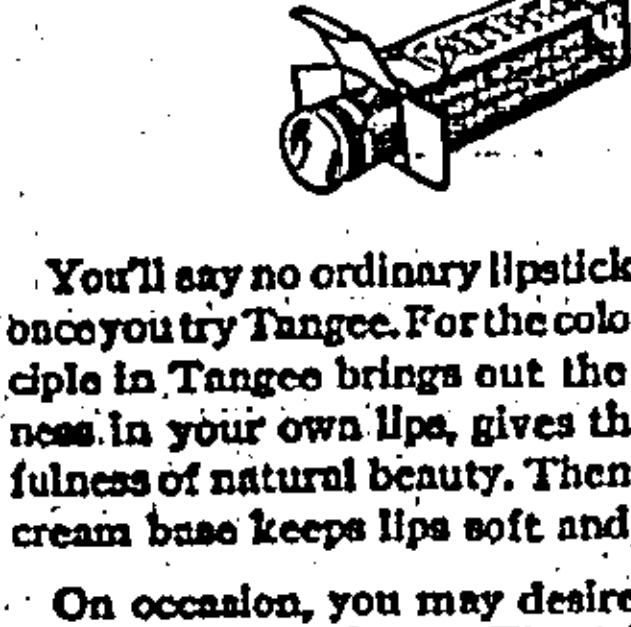 You'll say no ordinary lipstick
once you try Tangee. For the colo
ciple in Tangee brings out the
ness in your own lips, gives th
fulness of natural beauty. Then
cream base keeps lips soft and
On occasion, you may desire